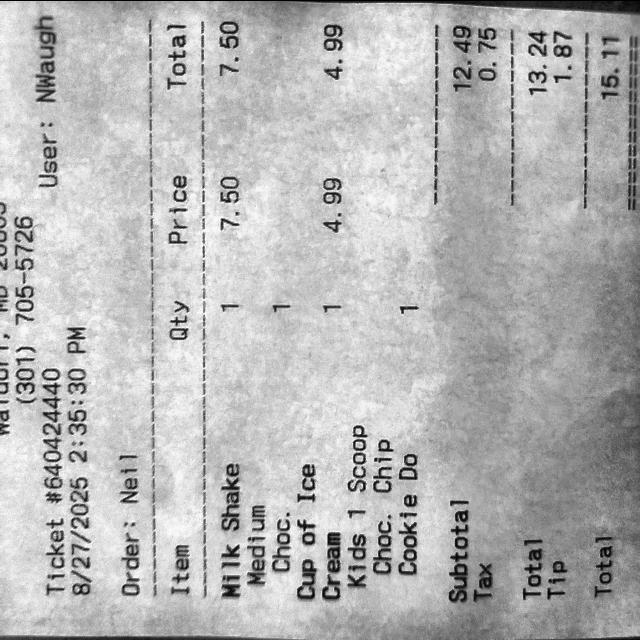 (301) 705-5726
Ticket #640424440 User: NWaugh
8/27/2025 2:35:30 PM
Order: Neil
Item Qty Price Total
Milk Shake 1 7.50 7.50
Medium
Choc. 1
Cup of Ice 1 4.99 4.99
Cream
Kids 1 Scoop
Choc. Chip 1
Cookie Do
Subtotal 12.49
Tax 0.75
Total 13.24
Tip 1.87
Total 15.11